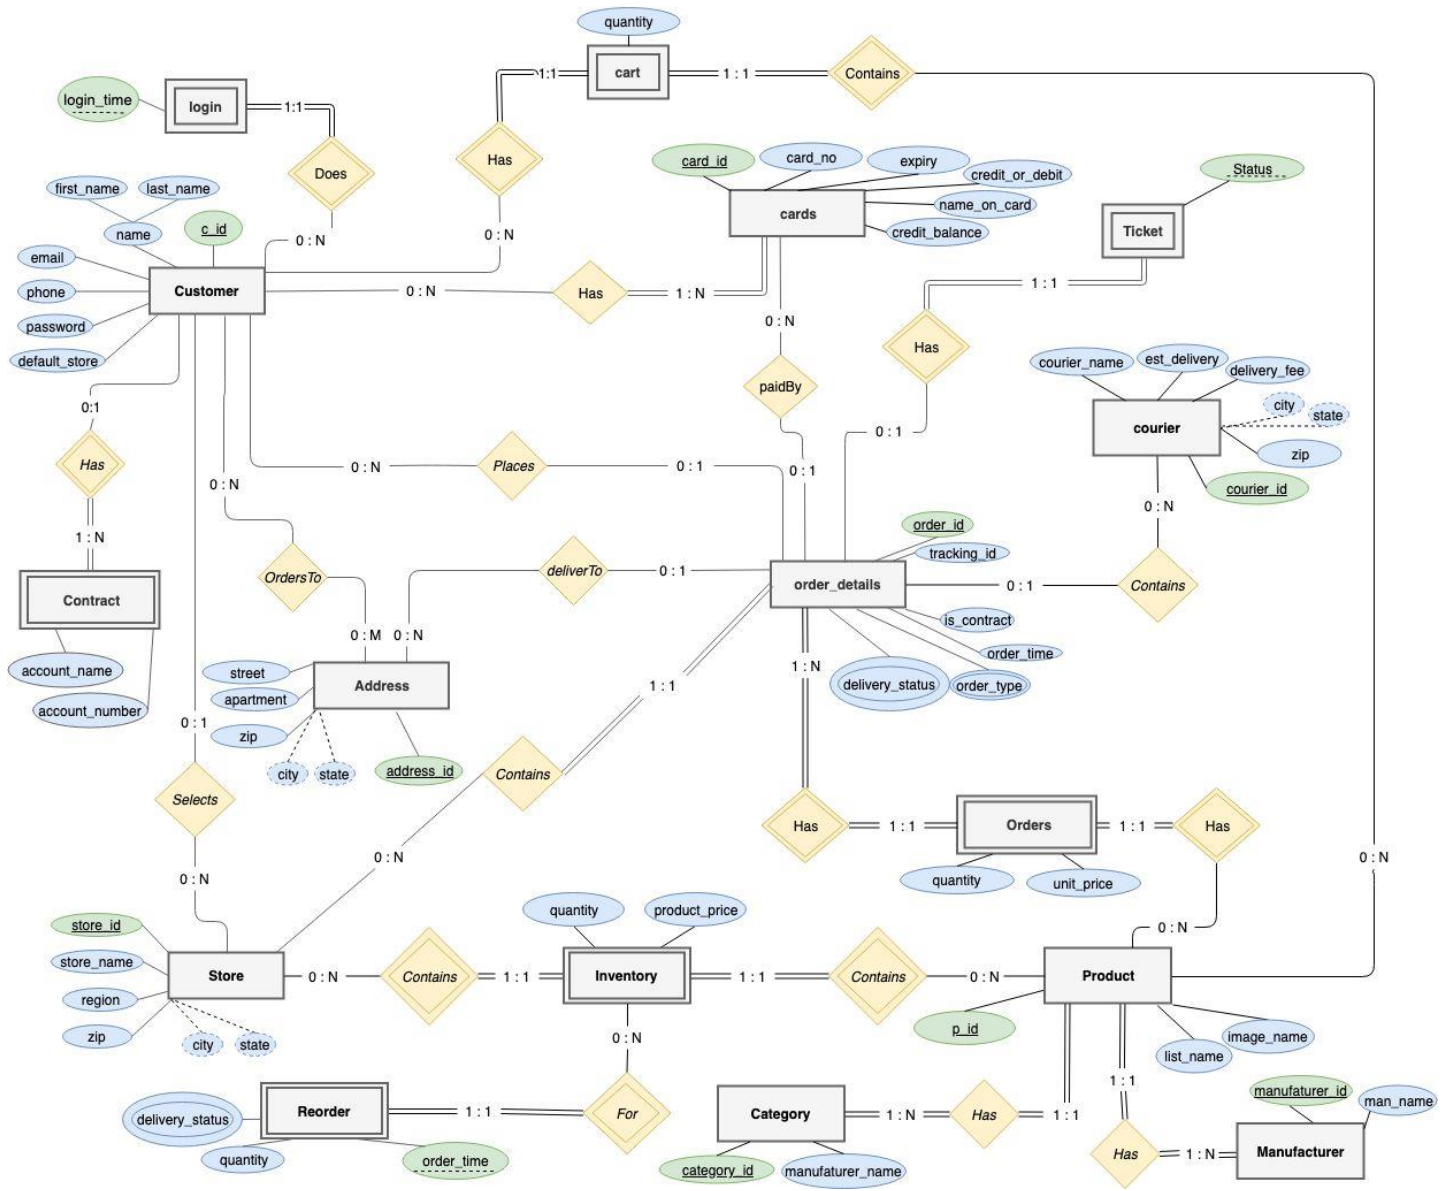 quantity
cart
1:1
1 : 1
Contains
login_time
login
1:1
Does
Has
card_id
card_no
expiry
credit_or_debit
name_on_card
credit_balance
cards
Status
Ticket
first_name
last_name
name
c_id
0 : N
0 : N
email
phone
password
default_store
Customer
0 : N
Has
1 : N
0 : N
1 : 1
Has
paidBy
courier_name
est_delivery
delivery_fee
city
state
zip
courier_id
courier
0:1
Has
0 : N
Places
0 : 1
0 : 1
0 : 1
0 : N
0 : N
1 : N
Contract
account_name
account_number
OrdersTo
deliverTo
0 : 1
order_id
tracking_id
order_details
0 : 1
Contains
is_contract
order_time
order_type
delivery_status
0 : M
0 : N
1 : N
street
apartment
zip
city
state
Address
address_id
1 : 1
0 : 1
Selects
Contains
Has
1 : 1
Orders
1 : 1
Has
quantity
unit_price
0 : N
0 : N
0 : N
0 : N
store_id
store_name
region
zip
city
state
Store
0 : N
Contains
1 : 1
quantity
product_price
Inventory
1 : 1
Contains
0 : N
Product
p_id
list_name
image_name
0 : N
delivery_status
Reorder
quantity
order_time
1 : 1
For
Category
category_id
manufaturer_name
1 : N
Has
1 : 1
1 : 1
Has
1 : N
manufaturer_id
man_name
Manufacturer